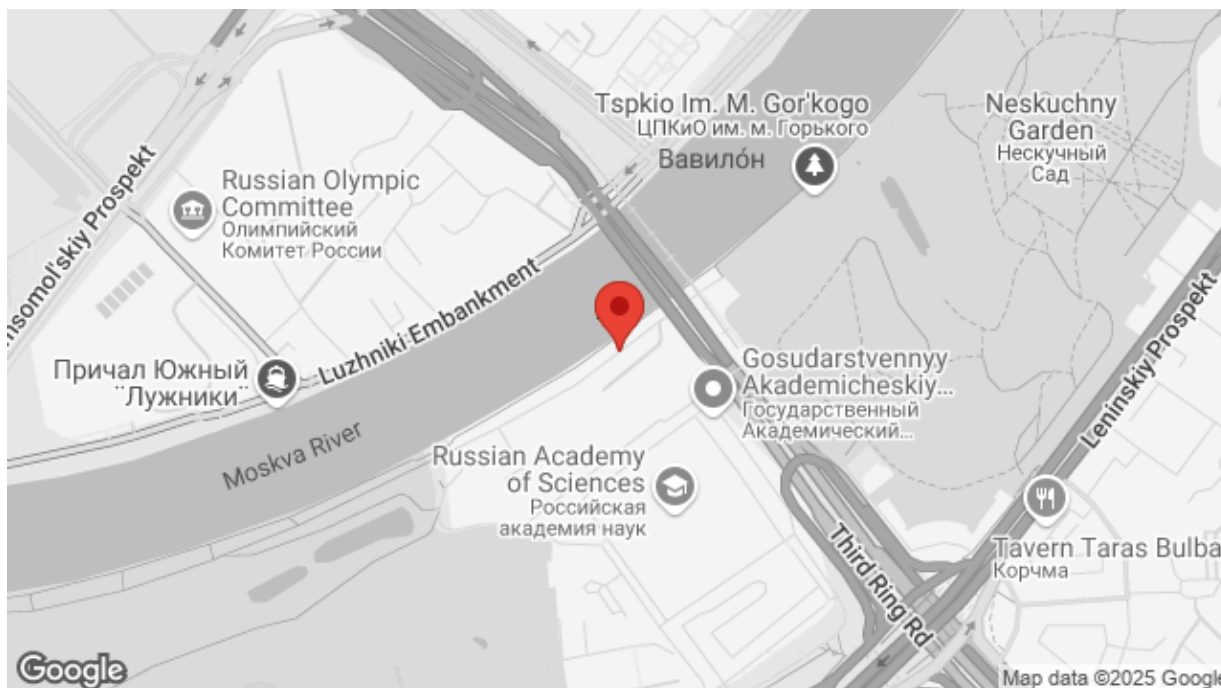 Tspkio Im. M. Gor'kogo
ЦПКиО им. м. Горького
Вавило́н
Neskuchny
Garden
Нескучный
Сад
Russian Olympic
Committee
Олимпийский
Комитет России
nsomol'skiy Prospekt
Luzhniki Embankment
Причал Южный
"Лужники"
Moskva River
Gosudarstvennyy
Akademicheskiy...
Государственный
Академический...
Leninskiy Prospekt
Russian Academy
of Sciences
Российская
академия наук
Tavern Taras Bulba
Корчма
Third Ring Rd
Google
Map data ©2025 Google